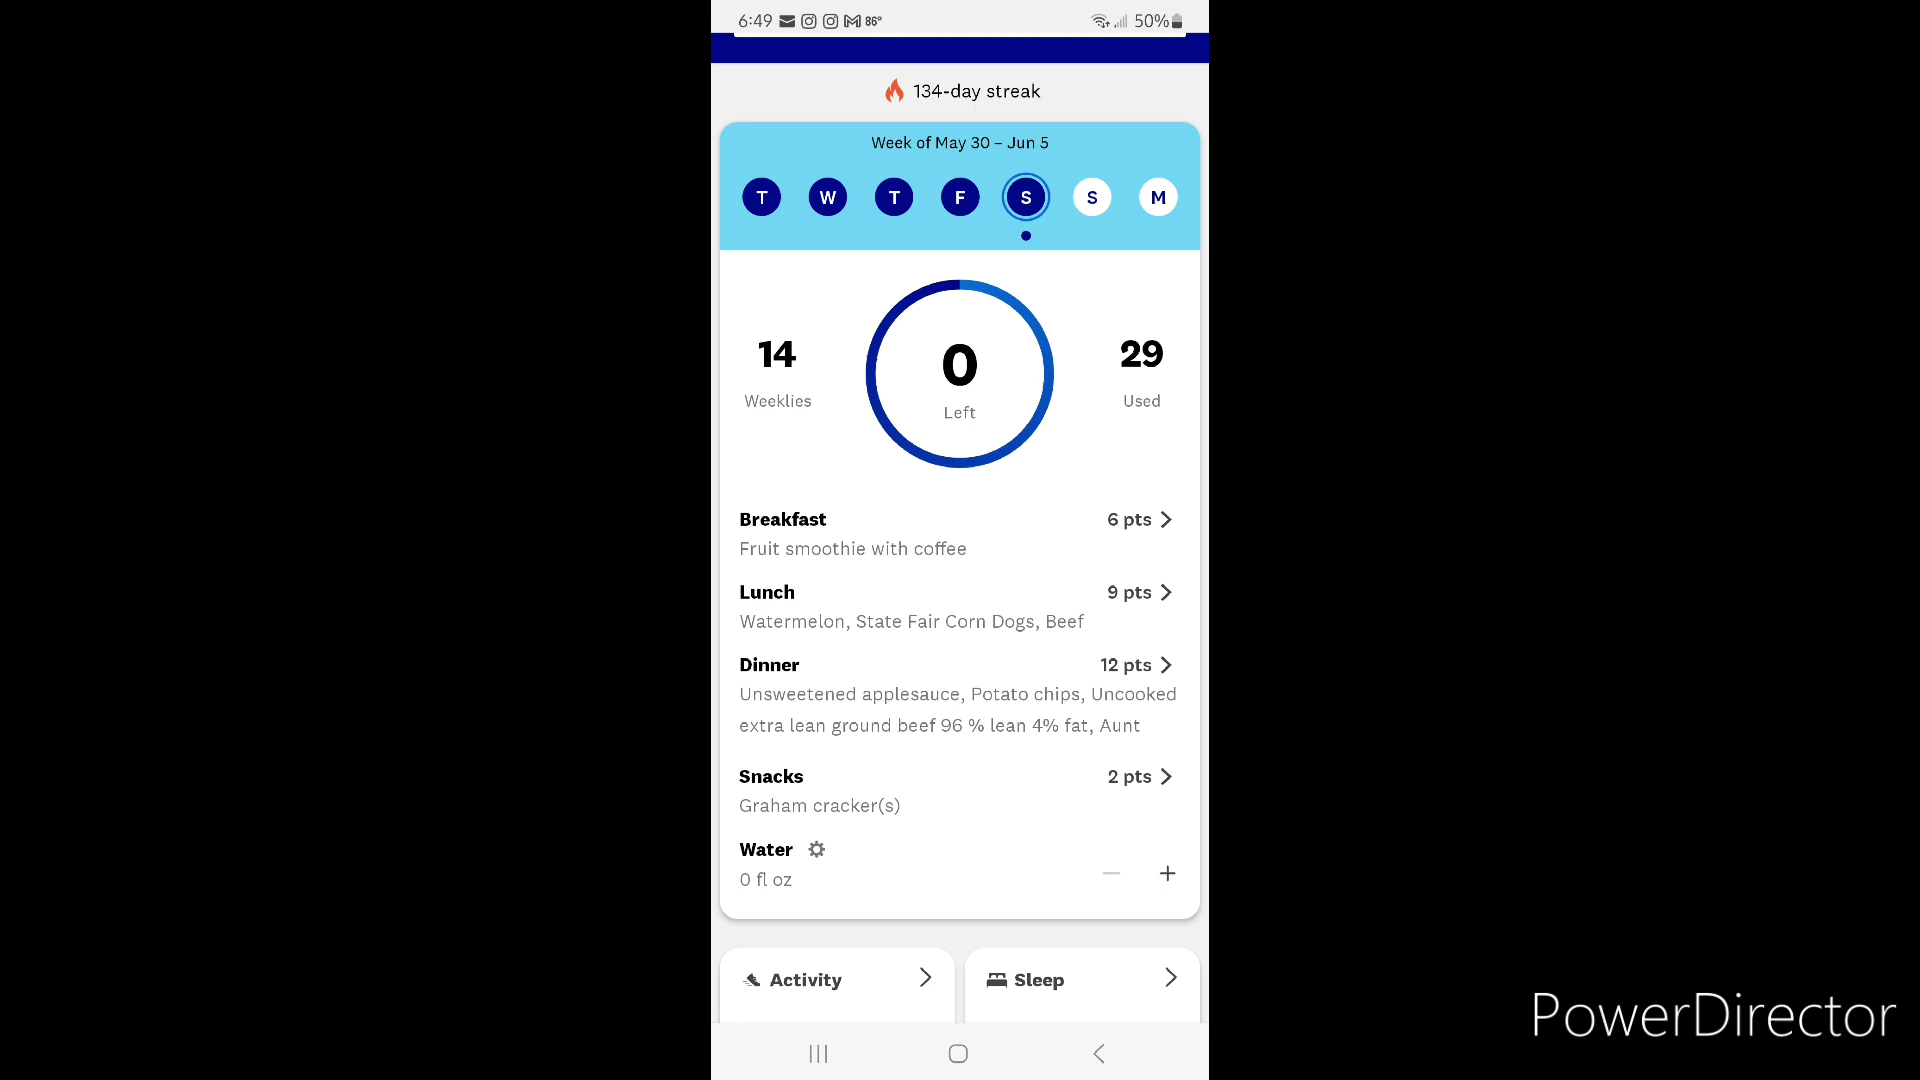 6:49 86° 50%
134-day streak
Week of May 30 – Jun 5
T W T F S S M
14 0 29
Weeklies Left Used
Breakfast 6 pts
Fruit smoothie with coffee
Lunch 9 pts
Watermelon, State Fair Corn Dogs, Beef
Dinner 12 pts
Unsweetened applesauce, Potato chips, Uncooked
extra lean ground beef 96 % lean 4% fat, Aunt
Snacks 2 pts
Graham cracker(s)
Water
0 fl oz
Activity Sleep
PowerDirector